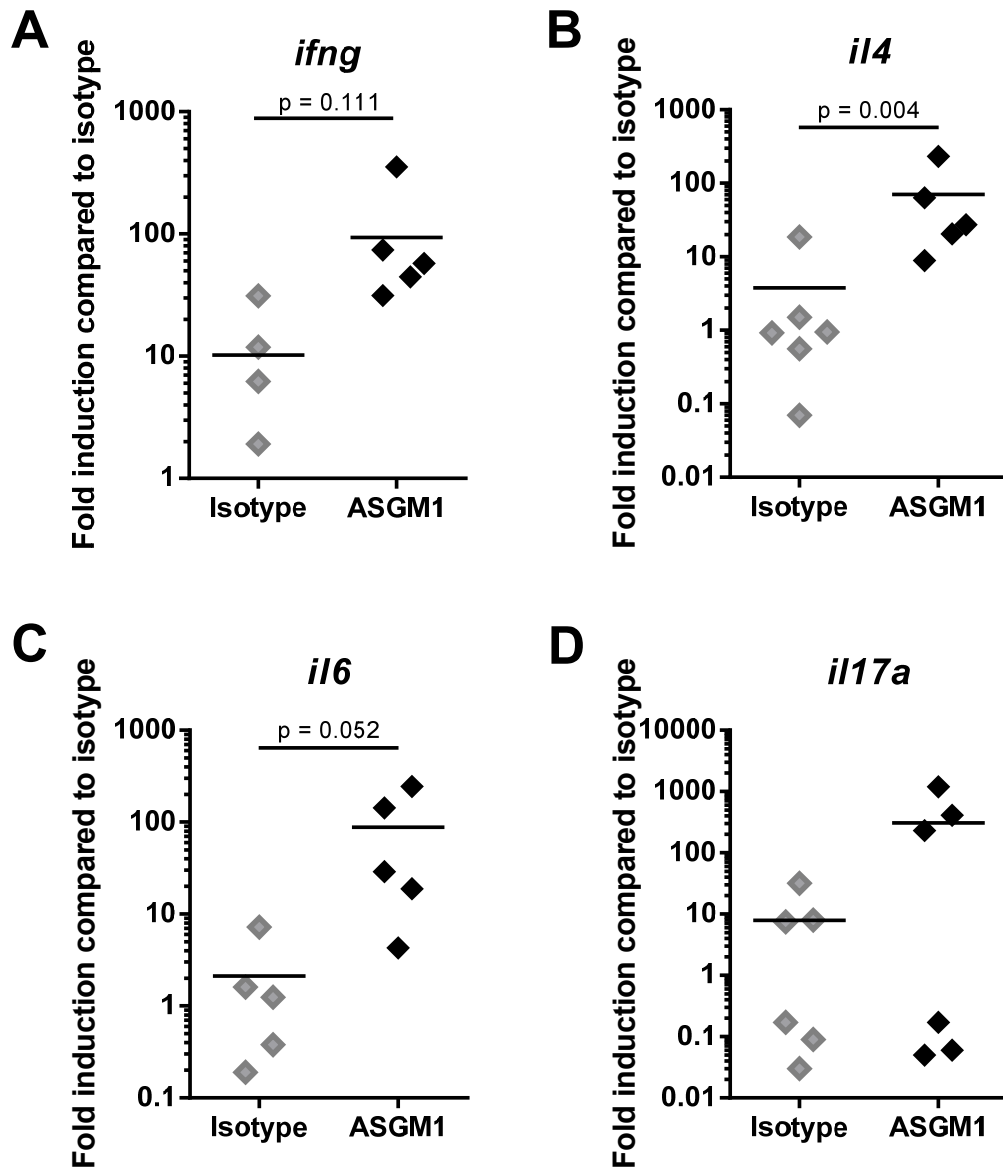 A
ifng
Fold induction compared to isotype
1000
100
10
1
p = 0.111
Isotype
ASGM1
B
il4
Fold induction compared to isotype
1000
100
10
1
0.1
0.01
p = 0.004
Isotype
ASGM1
C
il6
Fold induction compared to isotype
1000
100
10
1
0.1
p = 0.052
Isotype
ASGM1
D
il17a
Fold induction compared to isotype
10000
1000
100
10
1
0.1
0.01
Isotype
ASGM1